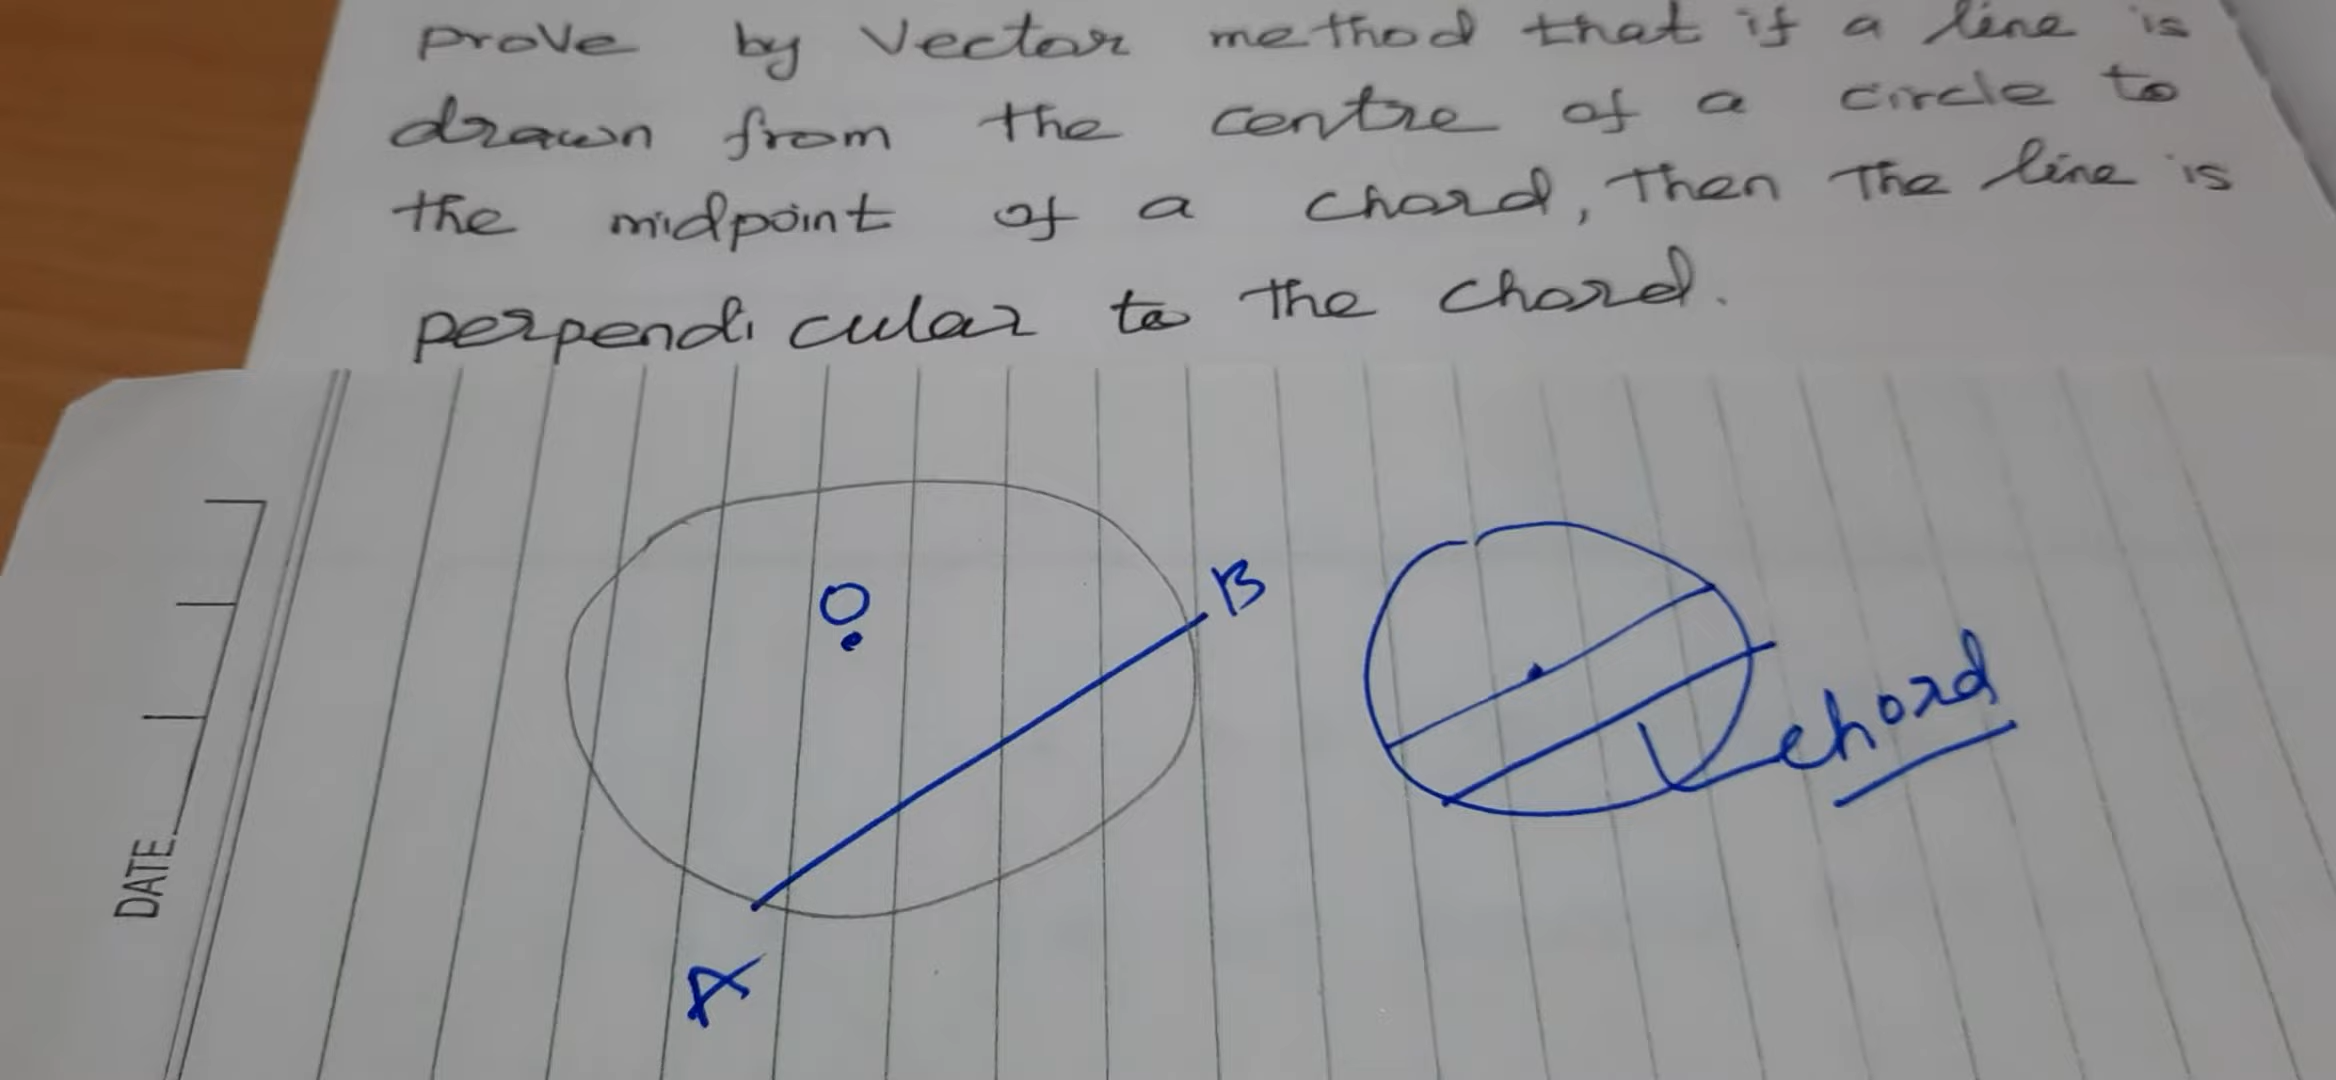 prove by vector method that if a line is
drawn from the centre of a circle to
the midpoint of a chord, then the line is
perpendicular to the chord.
O
B
chord
A
DATE